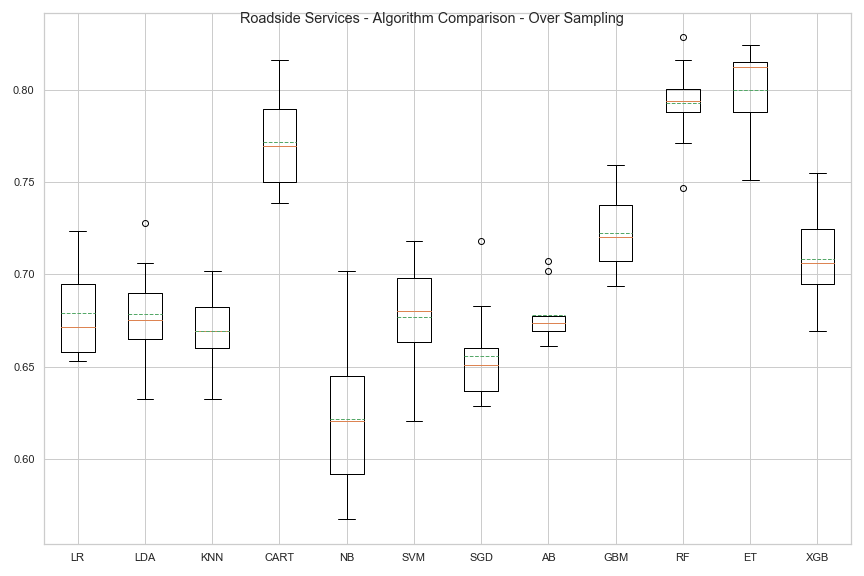 Roadside Services - Algorithm Comparison - Over Sampling
0.80
0.75
0.70
0.65
0.60
LR LDA KNN CART NB SVM SGD AB GBM RF ET XGB